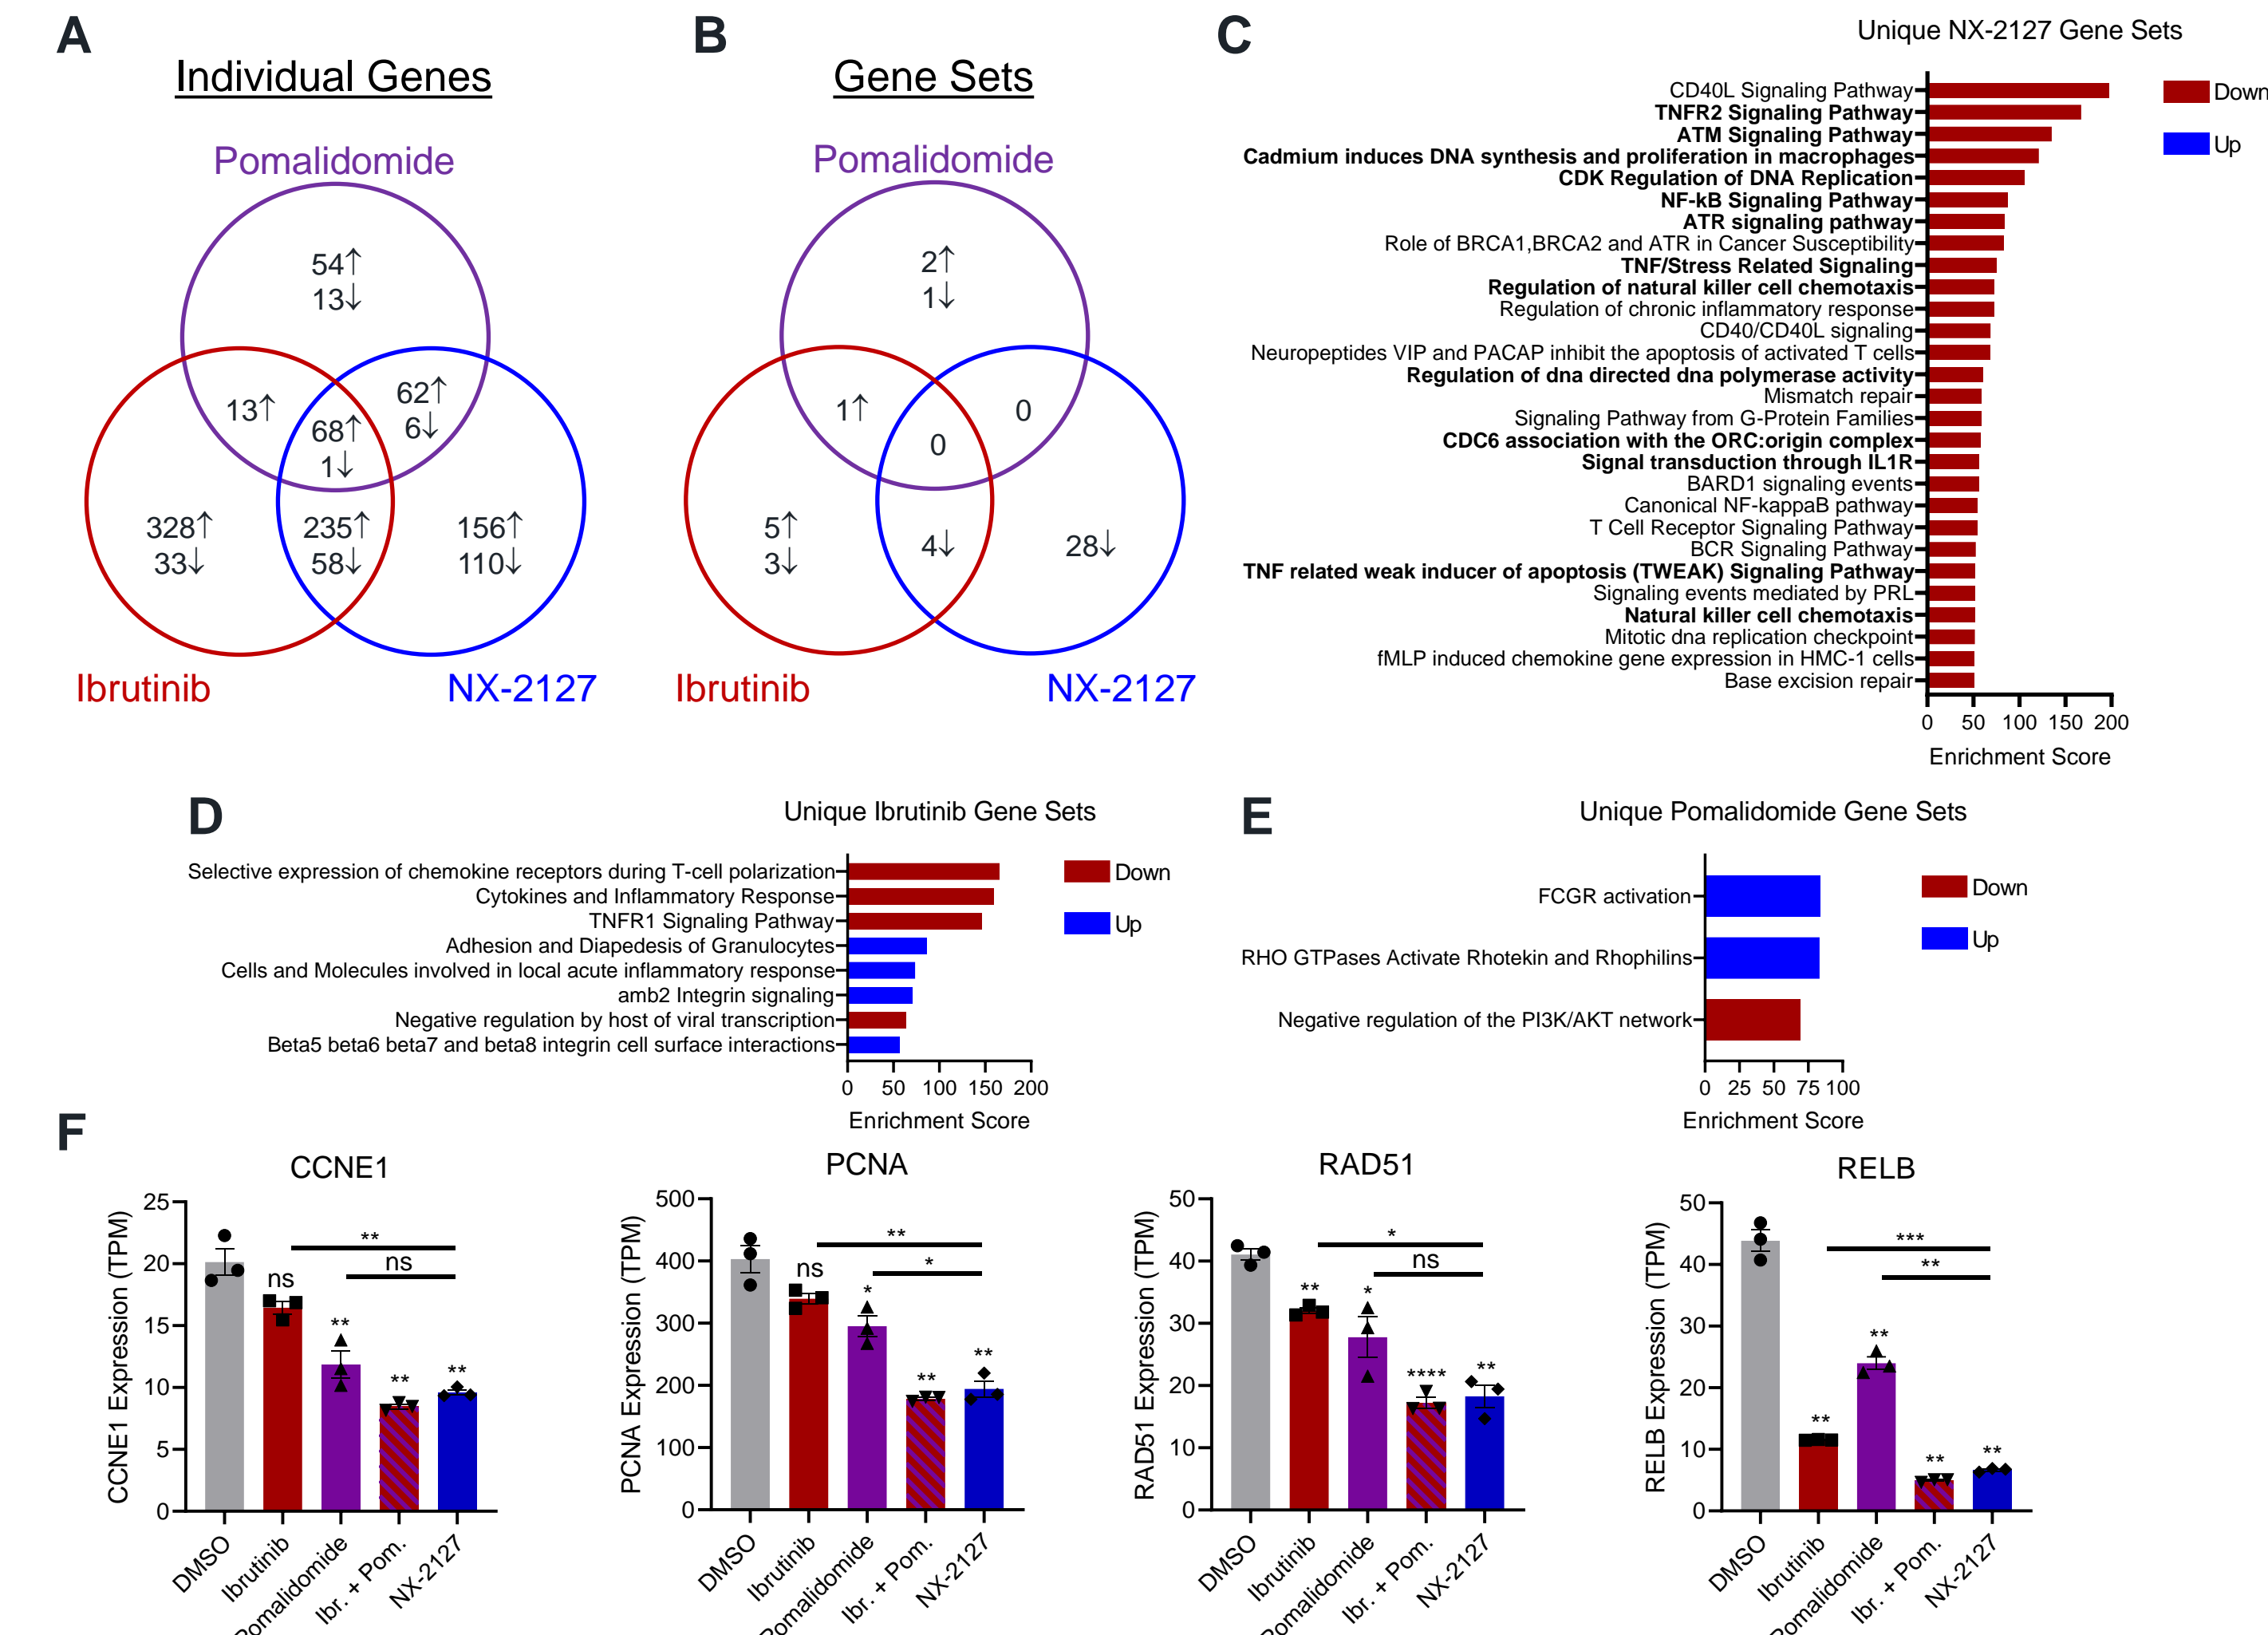 A
Individual Genes
Pomalidomide
54↑
13↓
13↑
62↑
6↓
68↑
1↓
328↑
33↓
235↑
58↓
156↑
110↓
Ibrutinib
NX-2127
B
Gene Sets
Pomalidomide
2↑
1↓
1↑
0
0
5↑
3↓
4↓
28↓
Ibrutinib
NX-2127
C
Unique NX-2127 Gene Sets
CD40L Signaling Pathway
TNFR2 Signaling Pathway
ATM Signaling Pathway
Cadmium induces DNA synthesis and proliferation in macrophages
CDK Regulation of DNA Replication
NF-kB Signaling Pathway
ATR signaling pathway
Role of BRCA1,BRCA2 and ATR in Cancer Susceptibility
TNF/Stress Related Signaling
Regulation of natural killer cell chemotaxis
Regulation of chronic inflammatory response
CD40/CD40L signaling
Neuropeptides VIP and PACAP inhibit the apoptosis of activated T cells
Regulation of dna directed dna polymerase activity
Mismatch repair
Signaling Pathway from G-Protein Families
CDC6 association with the ORC:origin complex
Signal transduction through IL1R
BARD1 signaling events
Canonical NF-kappaB pathway
T Cell Receptor Signaling Pathway
BCR Signaling Pathway
TNF related weak inducer of apoptosis (TWEAK) Signaling Pathway
Signaling events mediated by PRL
Natural killer cell chemotaxis
Mitotic dna replication checkpoint
fMLP induced chemokine gene expression in HMC-1 cells
Base excision repair
0 50 100 150 200
Enrichment Score
Down
Up
D
Unique Ibrutinib Gene Sets
Selective expression of chemokine receptors during T-cell polarization
Cytokines and Inflammatory Response
TNFR1 Signaling Pathway
Adhesion and Diapedesis of Granulocytes
Cells and Molecules involved in local acute inflammatory response
amb2 Integrin signaling
Negative regulation by host of viral transcription
Beta5 beta6 beta7 and beta8 integrin cell surface interactions
0 50 100 150 200
Enrichment Score
Down
Up
E
Unique Pomalidomide Gene Sets
FCGR activation
RHO GTPases Activate Rhotekin and Rhophilins
Negative regulation of the PI3K/AKT network
0 25 50 75 100
Enrichment Score
Down
Up
F
CCNE1
CCNE1 Expression (TPM)
25
20
15
10
5
0
**
ns
ns
**
**
**
DMSO
Ibrutinib
Pomalidomide
Ibr. + Pom.
NX-2127
PCNA
PCNA Expression (TPM)
500
400
300
200
100
0
**
*
ns
*
**
**
DMSO
Ibrutinib
Pomalidomide
Ibr. + Pom.
NX-2127
RAD51
RAD51 Expression (TPM)
50
40
30
20
10
0
*
ns
**
*
****
**
DMSO
Ibrutinib
Pomalidomide
Ibr. + Pom.
NX-2127
RELB
RELB Expression (TPM)
50
40
30
20
10
0
***
**
**
**
**
**
DMSO
Ibrutinib
Pomalidomide
Ibr. + Pom.
NX-2127